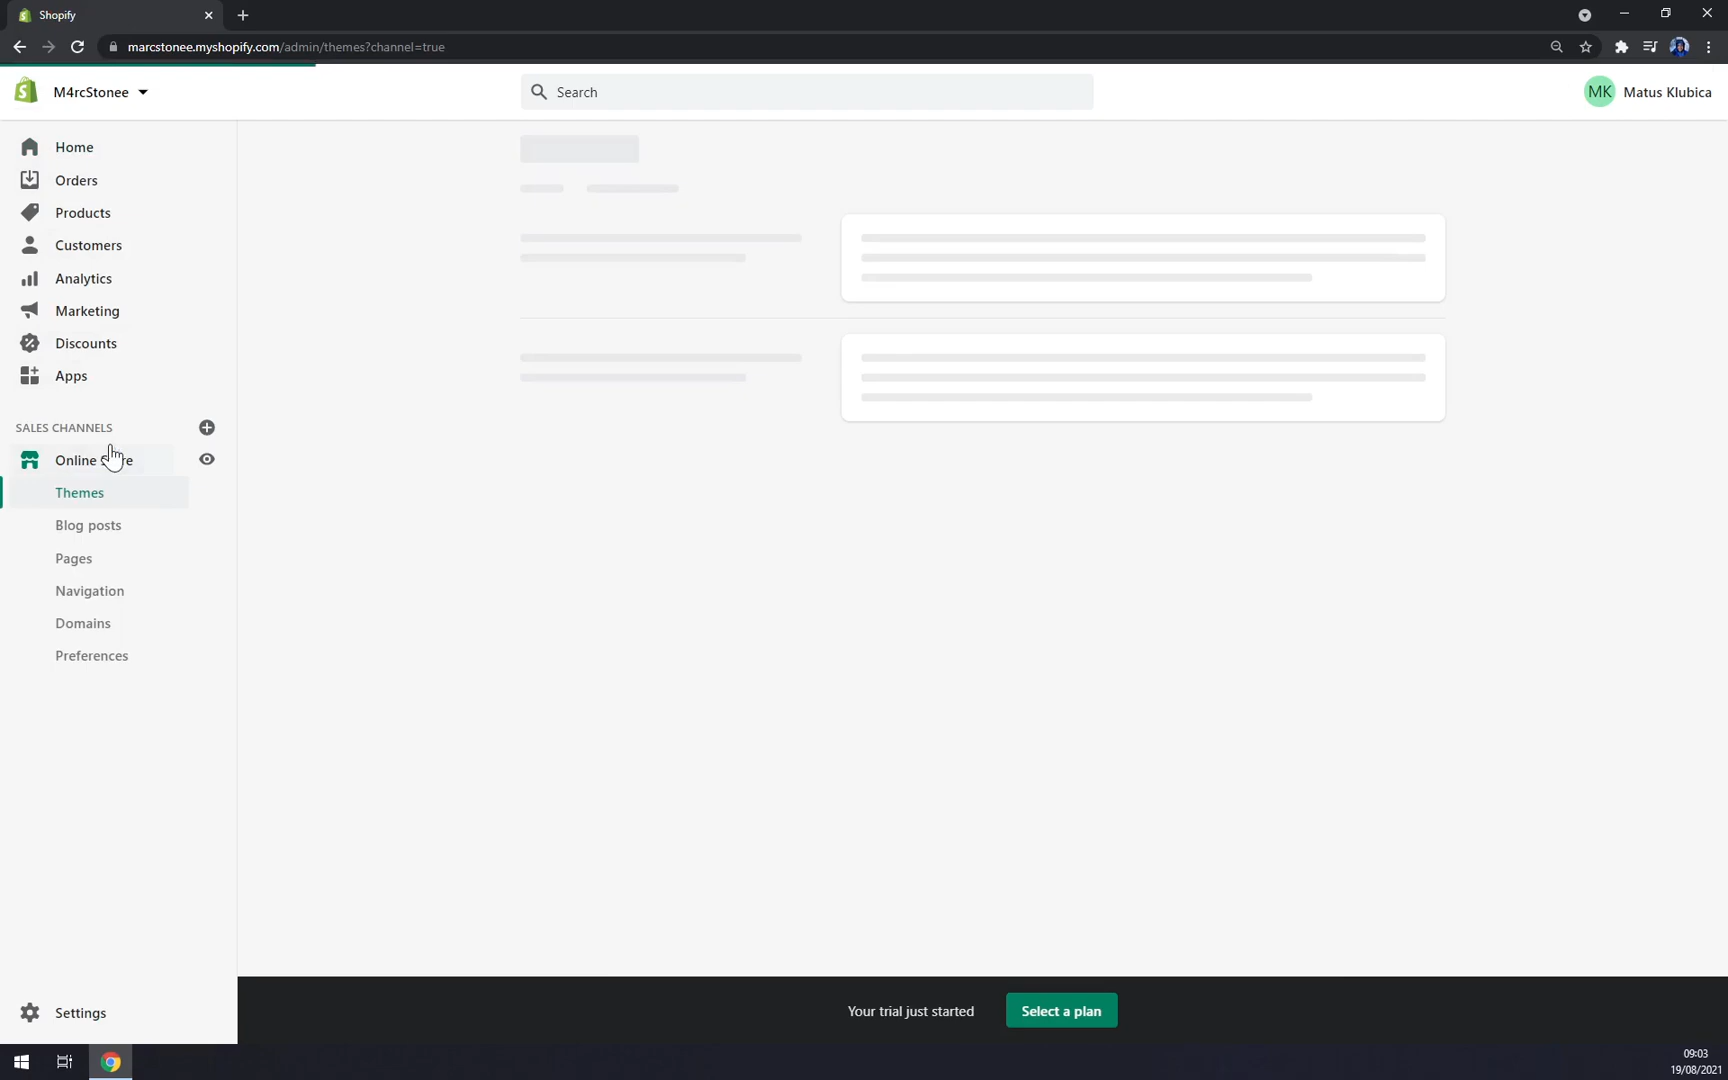 Shopify
marcstonee.myshopify.com/admin/themes?channel=true
M4rcStonee
Search
MK Matus Klubica
Home
Orders
Products
Customers
Analytics
Marketing
Discounts
Apps
SALES CHANNELS
Online
Themes
Blog posts
Pages
Navigation
Domains
Preferences
Settings
Your trial just started
Select a plan
09:03
19/08/2021